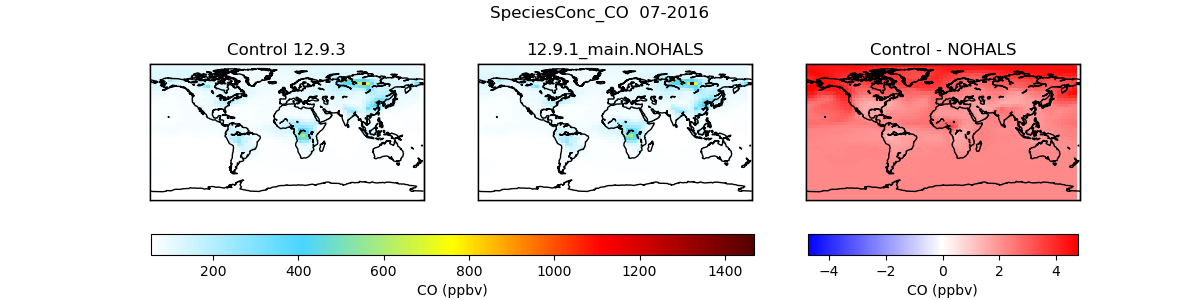 SpeciesConc_CO  07-2016
Control 12.9.3
12.9.1_main.NOHALS
Control - NOHALS
200 400 600 800 1000 1200 1400
CO (ppbv)
−4 −2 0 2 4
CO (ppbv)